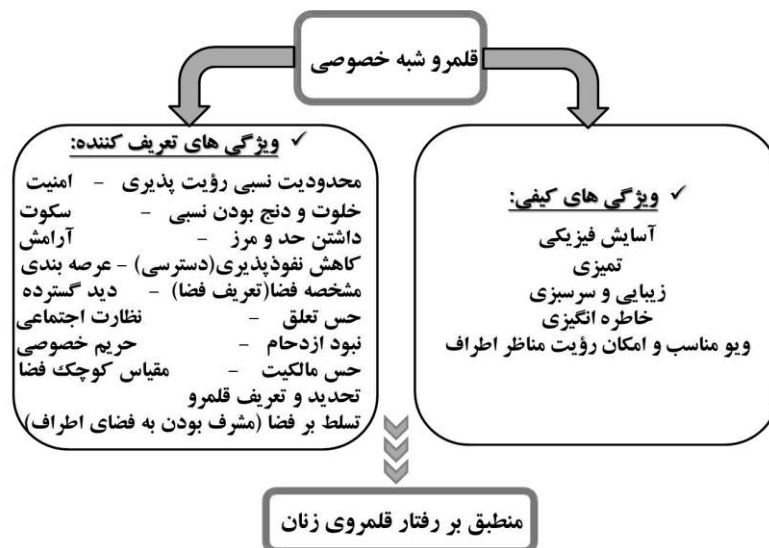 قلمرو شبه خصوصی
✓ ویژگی های تعریف کننده:
محدودیت نسبی رؤیت پذیری – امنیت
خلوت و دنج بودن نسبی – سکوت
داشتن حد و مرز – آرامش
کاهش نفوذپذیری(دسترسی) – عرصه بندی
مشخصه فضا(تعریف فضا) – دید گسترده
حس تعلق – نظارت اجتماعی
نبود ازدحام – حریم خصوصی
حس مالکیت – مقیاس کوچک فضا
تحدید و تعریف قلمرو
تسلط بر فضا (مشرف بودن به فضای اطراف)
✓ ویژگی های کیفی:
آسایش فیزیکی
تمیزی
زیبایی و سرسبزی
خاطره انگیزی
ویو مناسب و امکان رؤیت مناظر اطراف
منطبق بر رفتار قلمروی زنان